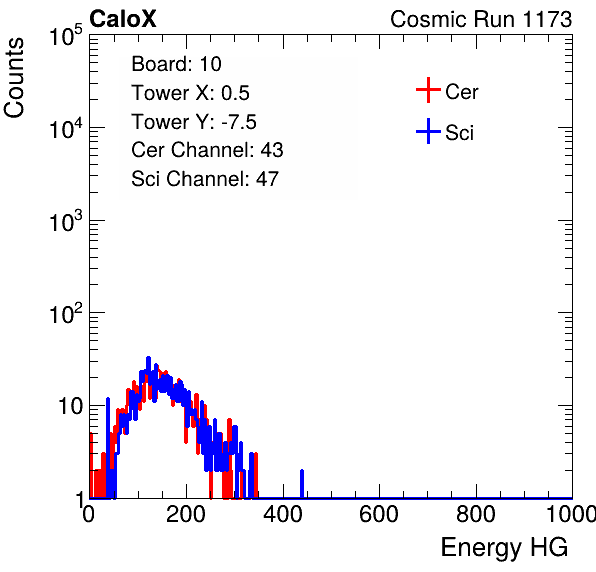 CaloX Cosmic Run 1173
Counts
10^5
10^4
10^3
10^2
10
1
Board: 10
Tower X: 0.5
Tower Y: -7.5
Cer Channel: 43
Sci Channel: 47
Cer
Sci
0 200 400 600 800 1000
Energy HG